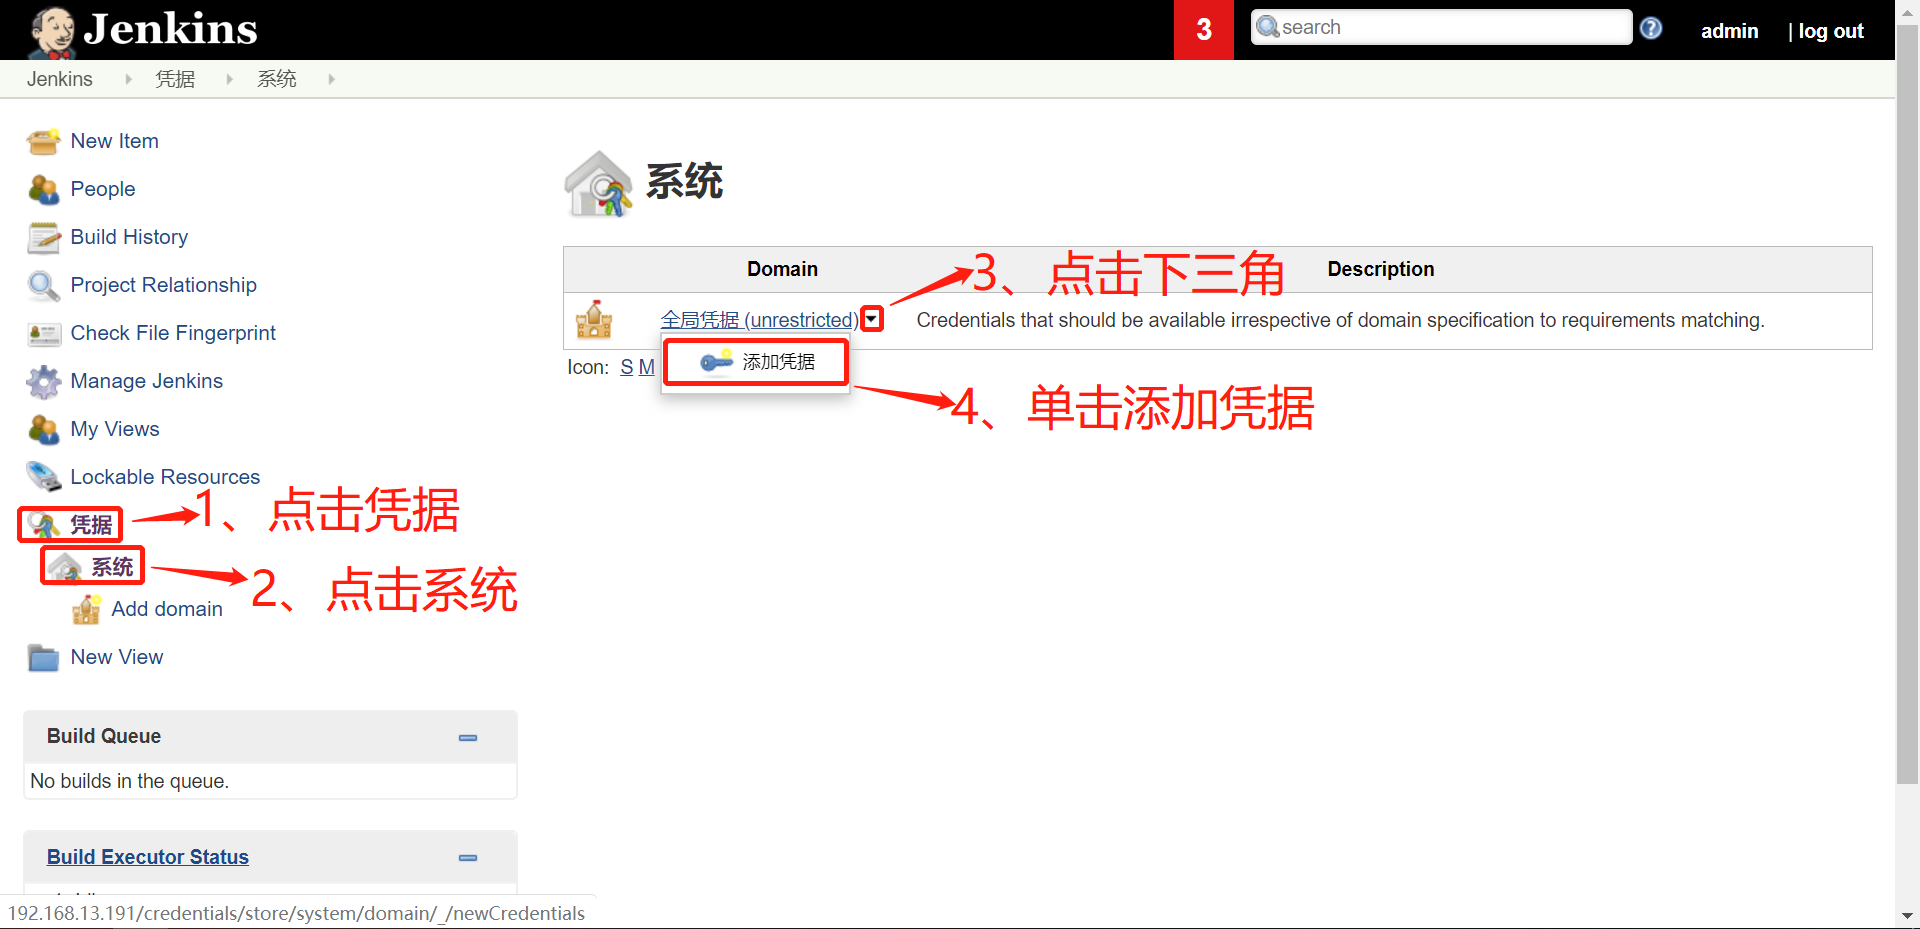 Jenkins
3
search
admin
| log out
Jenkins
凭据
系统
New Item
People
Build History
Project Relationship
Check File Fingerprint
Manage Jenkins
My Views
Lockable Resources
凭据
1、点击凭据
系统
2、点击系统
Add domain
New View
Build Queue
No builds in the queue.
Build Executor Status
系统
Domain
3、点击下三角
Description
全局凭据 (unrestricted)
Credentials that should be available irrespective of domain specification to requirements matching.
Icon: S M
添加凭据
4、单击添加凭据
192.168.13.191/credentials/store/system/domain/_/newCredentials